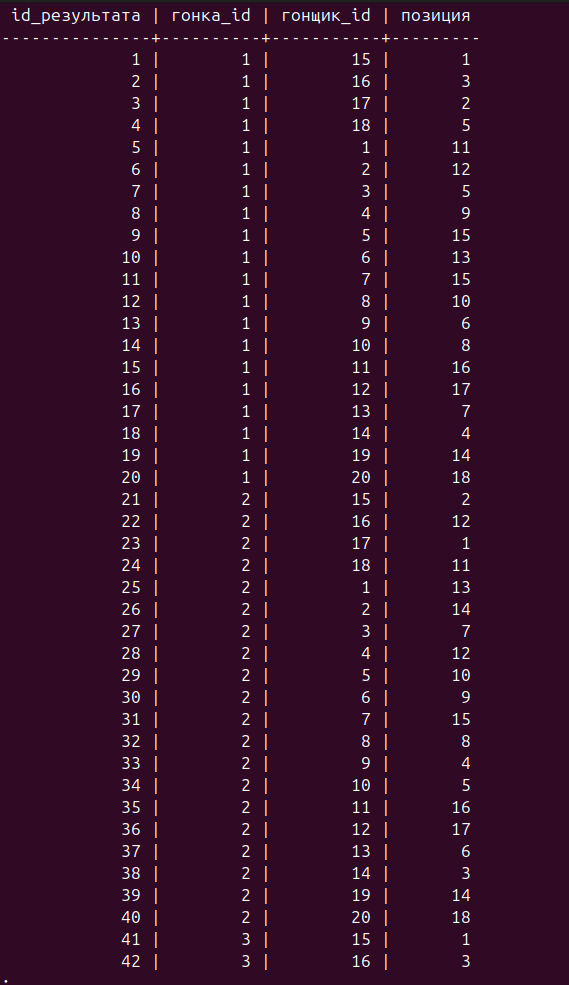 id_результата | гонка_id | гонщик_id | позиция
---------------+----------+-----------+---------
1 | 1 | 15 | 1
2 | 1 | 16 | 3
3 | 1 | 17 | 2
4 | 1 | 18 | 5
5 | 1 | 1 | 11
6 | 1 | 2 | 12
7 | 1 | 3 | 5
8 | 1 | 4 | 9
9 | 1 | 5 | 15
10 | 1 | 6 | 13
11 | 1 | 7 | 15
12 | 1 | 8 | 10
13 | 1 | 9 | 6
14 | 1 | 10 | 8
15 | 1 | 11 | 16
16 | 1 | 12 | 17
17 | 1 | 13 | 7
18 | 1 | 14 | 4
19 | 1 | 19 | 14
20 | 1 | 20 | 18
21 | 2 | 15 | 2
22 | 2 | 16 | 12
23 | 2 | 17 | 1
24 | 2 | 18 | 11
25 | 2 | 1 | 13
26 | 2 | 2 | 14
27 | 2 | 3 | 7
28 | 2 | 4 | 12
29 | 2 | 5 | 10
30 | 2 | 6 | 9
31 | 2 | 7 | 15
32 | 2 | 8 | 8
33 | 2 | 9 | 4
34 | 2 | 10 | 5
35 | 2 | 11 | 16
36 | 2 | 12 | 17
37 | 2 | 13 | 6
38 | 2 | 14 | 3
39 | 2 | 19 | 14
40 | 2 | 20 | 18
41 | 3 | 15 | 1
42 | 3 | 16 | 3